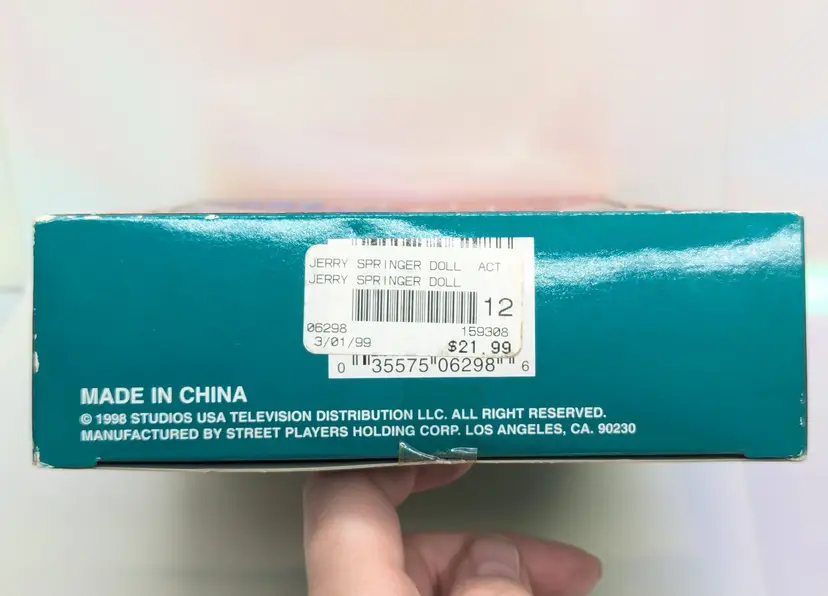 JERRY SPRINGER DOLL ACT
JERRY SPRINGER DOLL
12
06298 159308
3/01/99 $21.99
0 35575 06298 6
MADE IN CHINA
© 1998 STUDIOS USA TELEVISION DISTRIBUTION LLC. ALL RIGHT RESERVED.
MANUFACTURED BY STREET PLAYERS HOLDING CORP. LOS ANGELES, CA. 90230